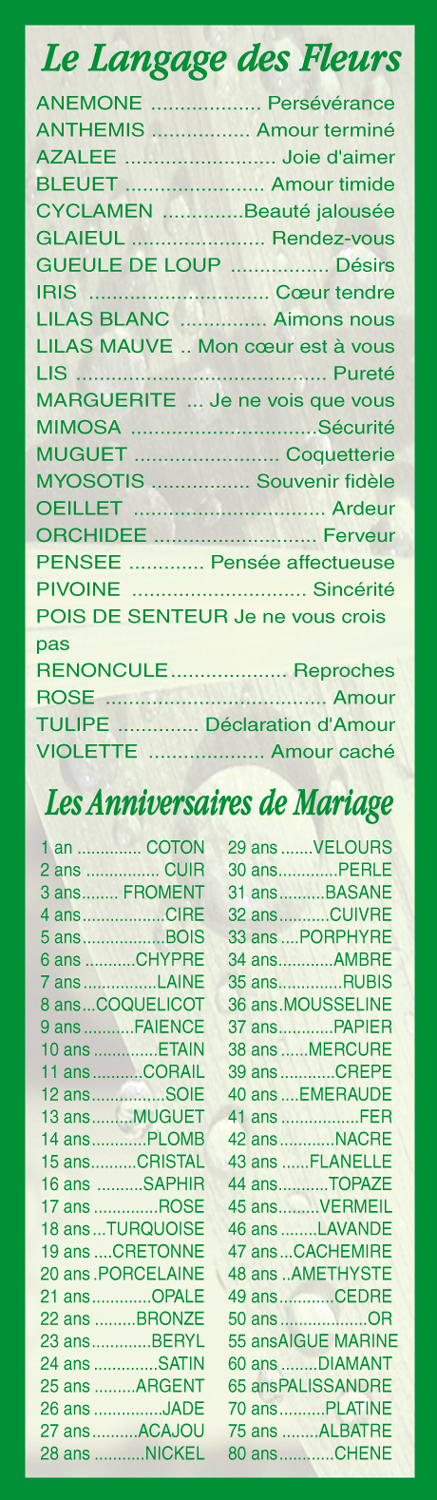 Le Langage des Fleurs
ANEMONE ................... Persévérance
ANTHEMIS ................. Amour terminé
AZALEE .......................... Joie d'aimer
BLEUET ........................ Amour timide
CYCLAMEN ..............Beauté jalousée
GLAIEUL ....................... Rendez-vous
GUEULE DE LOUP ................. Désirs
IRIS ............................... Cœur tendre
LILAS BLANC ............... Aimons nous
LILAS MAUVE .. Mon cœur est à vous
LIS ........................................... Pureté
MARGUERITE ... Je ne vois que vous
MIMOSA ................................Sécurité
MUGUET ......................... Coquetterie
MYOSOTIS ................. Souvenir fidèle
OEILLET ................................. Ardeur
ORCHIDEE ............................ Ferveur
PENSEE ............. Pensée affectueuse
PIVOINE ................................... Sincérité
POIS DE SENTEUR Je ne vous crois
pas
RENONCULE.................... Reproches
ROSE ...................................... Amour
TULIPE .............. Déclaration d'Amour
VIOLETTE .................... Amour caché
Les Anniversaires de Mariage
1 an .............. COTON
2 ans ................ CUIR
3 ans........ FROMENT
4 ans..................CIRE
5 ans..................BOIS
6 ans ...........CHYPRE
7 ans ................LAINE
8 ans...COQUELICOT
9 ans ...........FAIENCE
10 ans ..............ETAIN
11 ans ...........CORAIL
12 ans................SOIE
13 ans.........MUGUET
14 ans............PLOMB
15 ans..........CRISTAL
16 ans ..........SAPHIR
17 ans ..............ROSE
18 ans ...TURQUOISE
19 ans ....CRETONNE
20 ans .PORCELAINE
21 ans.............OPALE
22 ans .........BRONZE
23 ans.............BERYL
24 ans ..............SATIN
25 ans .........ARGENT
26 ans ...............JADE
27 ans..........ACAJOU
28 ans ...........NICKEL
29 ans .......VELOURS
30 ans.............PERLE
31 ans..........BASANE
32 ans...........CUIVRE
33 ans ....PORPHYRE
34 ans............AMBRE
35 ans..............RUBIS
36 ans.MOUSSELINE
37 ans............PAPIER
38 ans ......MERCURE
39 ans ............CREPE
40 ans ....EMERAUDE
41 ans .................FER
42 ans ............NACRE
43 ans ......FLANELLE
44 ans...........TOPAZE
45 ans.........VERMEIL
46 ans ........LAVANDE
47 ans...CACHEMIRE
48 ans ..AMETHYSTE
49 ans............CEDRE
50 ans ...................OR
55 ansAIGUE MARINE
60 ans ........DIAMANT
65 ansPALISSANDRE
70 ans..........PLATINE
75 ans ........ALBATRE
80 ans............CHENE